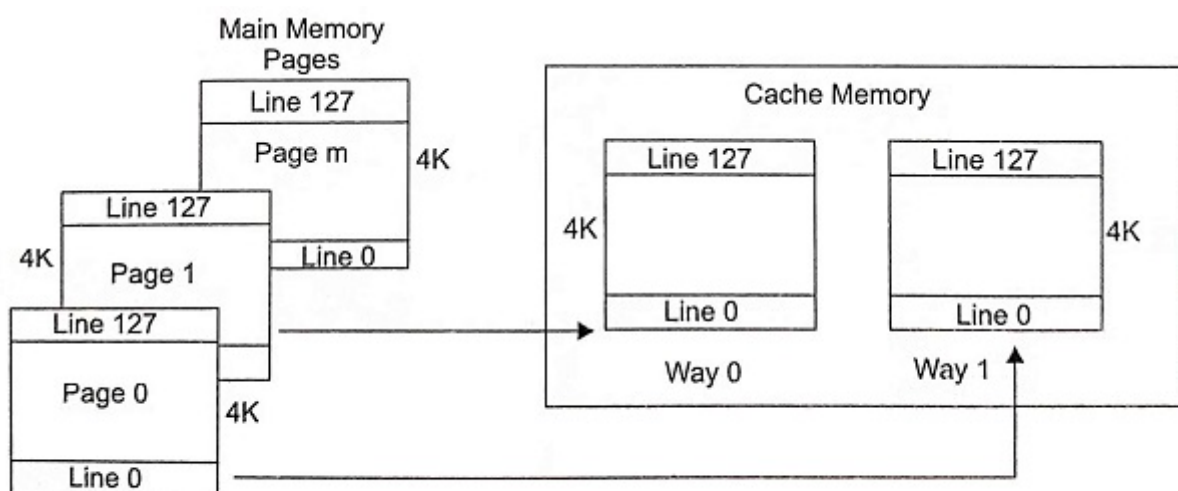 Main Memory
Pages
Line 127
Page m
4K
Line 0
Line 127
4K
Page 1
Line 127
Page 0
4K
Line 0
Cache Memory
Line 127
4K
Line 0
Way 0
Line 127
4K
Line 0
Way 1